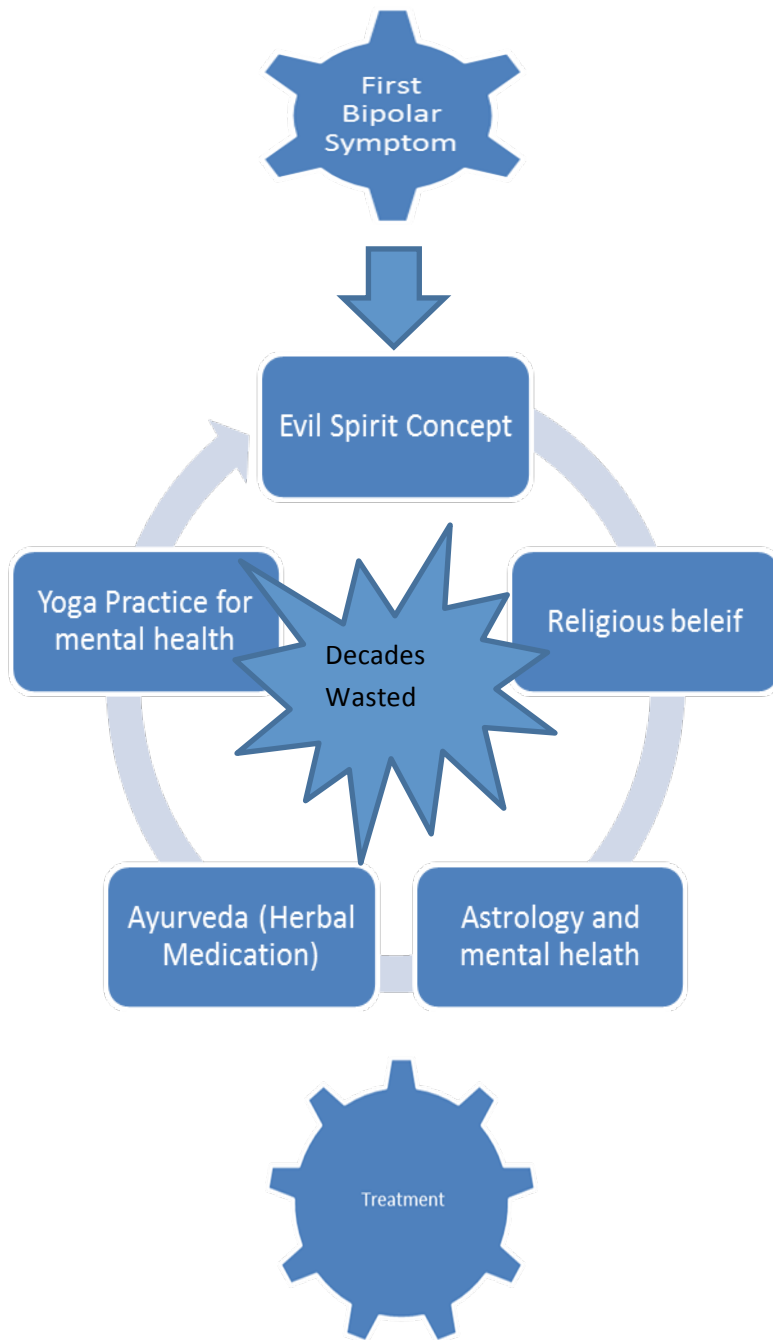 First
Bipolar
Symptom
Evil Spirit Concept
Religious beleif
Astrology and
mental helath
Ayurveda (Herbal
Medication)
Yoga Practice for
mental health
Decades
Wasted
Treatment